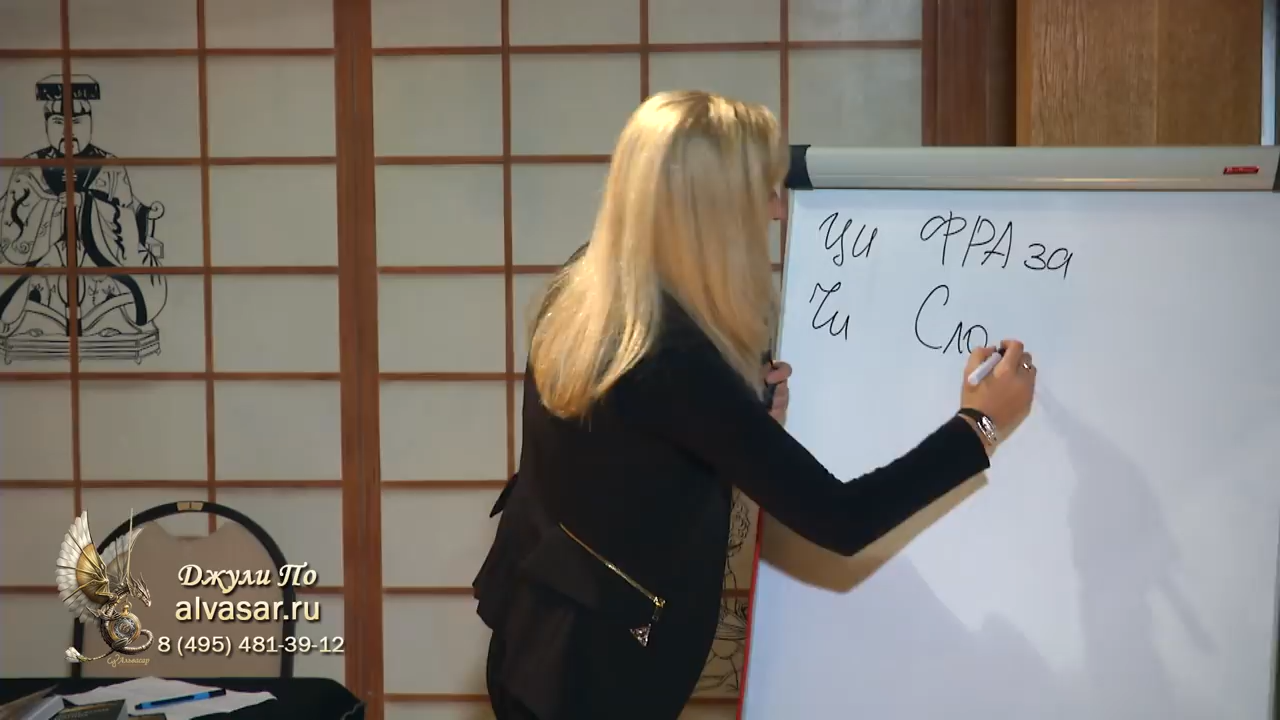 Ци ФРАза
Чи Сло
Джули По
alvasar.ru
8 (495) 481-39-12